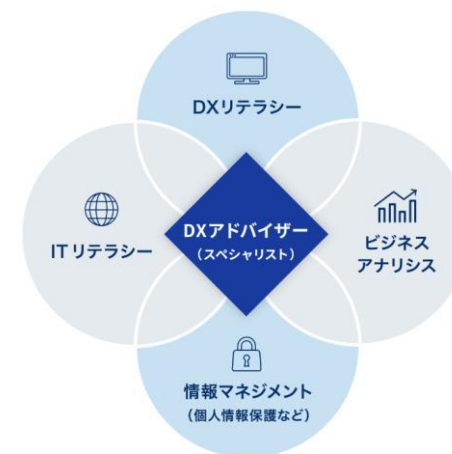 DXリテラシー
ITリテラシー
DXアドバイザー
（スペシャリスト）
ビジネス
アナリシス
情報マネジメント
（個人情報保護など）